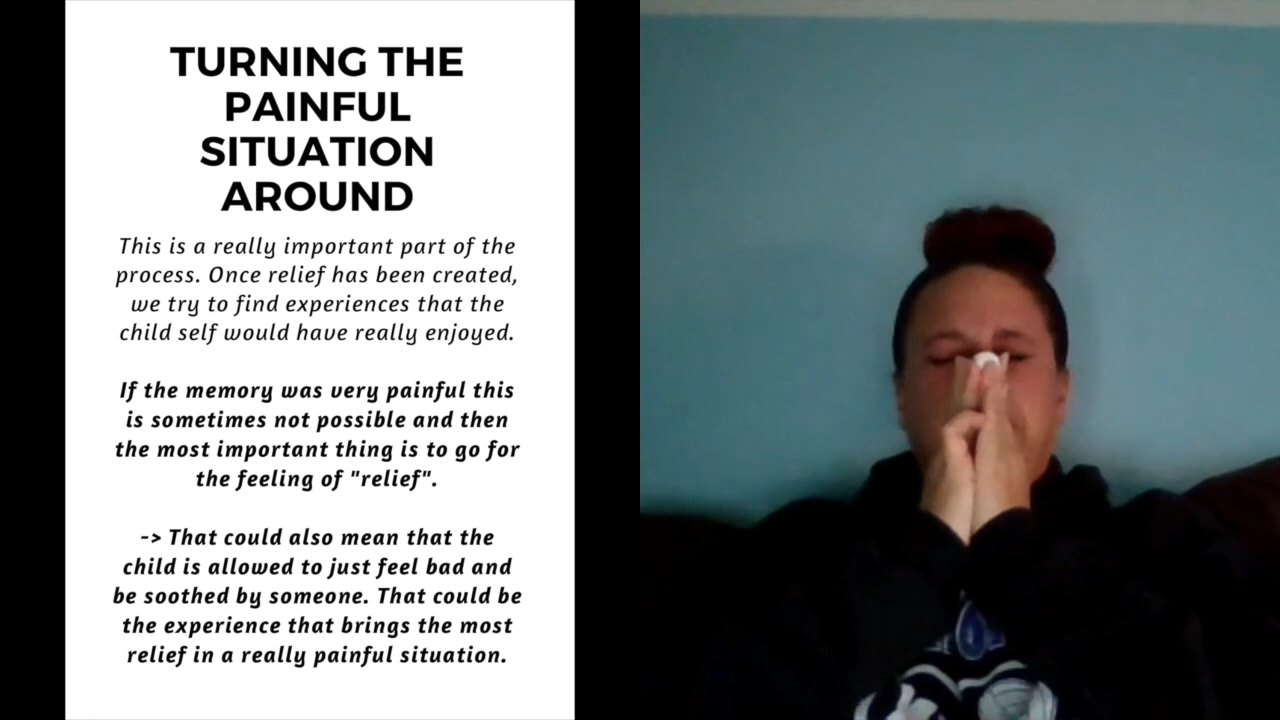 TURNING THE
PAINFUL
SITUATION
AROUND
This is a really important part of the
process. Once relief has been created,
we try to find experiences that the
child self would have really enjoyed.
If the memory was very painful this
is sometimes not possible and then
the most important thing is to go for
the feeling of "relief".
-> That could also mean that the
child is allowed to just feel bad and
be soothed by someone. That could be
the experience that brings the most
relief in a really painful situation.